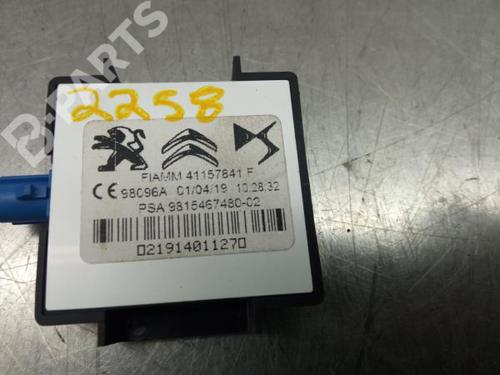 B-PARTS
2258
FIAMM 41157841 F
CE 98096A 01/04/19 10:28:32
PSA 9815467480-02
021914011270